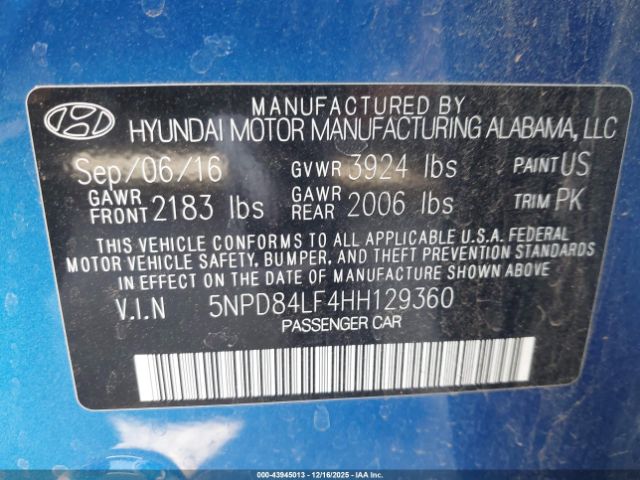 MANUFACTURED BY
HYUNDAI MOTOR MANUFACTURING ALABAMA, LLC
Sep/06/16 GVWR 3924 lbs PAINT US
GAWR FRONT 2183 lbs GAWR REAR 2006 lbs TRIM PK
THIS VEHICLE CONFORMS TO ALL APPLICABLE U.S.A. FEDERAL
MOTOR VEHICLE SAFETY, BUMPER, AND THEFT PREVENTION STANDARDS
IN EFFECT ON THE DATE OF MANUFACTURE SHOWN ABOVE
V.I.N 5NPD84LF4HH129360
PASSENGER CAR
000-43945013 - 12/16/2025 - COPART.COM